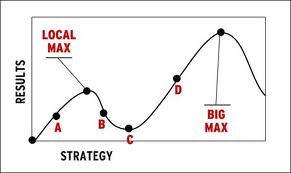 LOCAL
MAX
RESULTS
A
B
C
D
BIG
MAX
STRATEGY